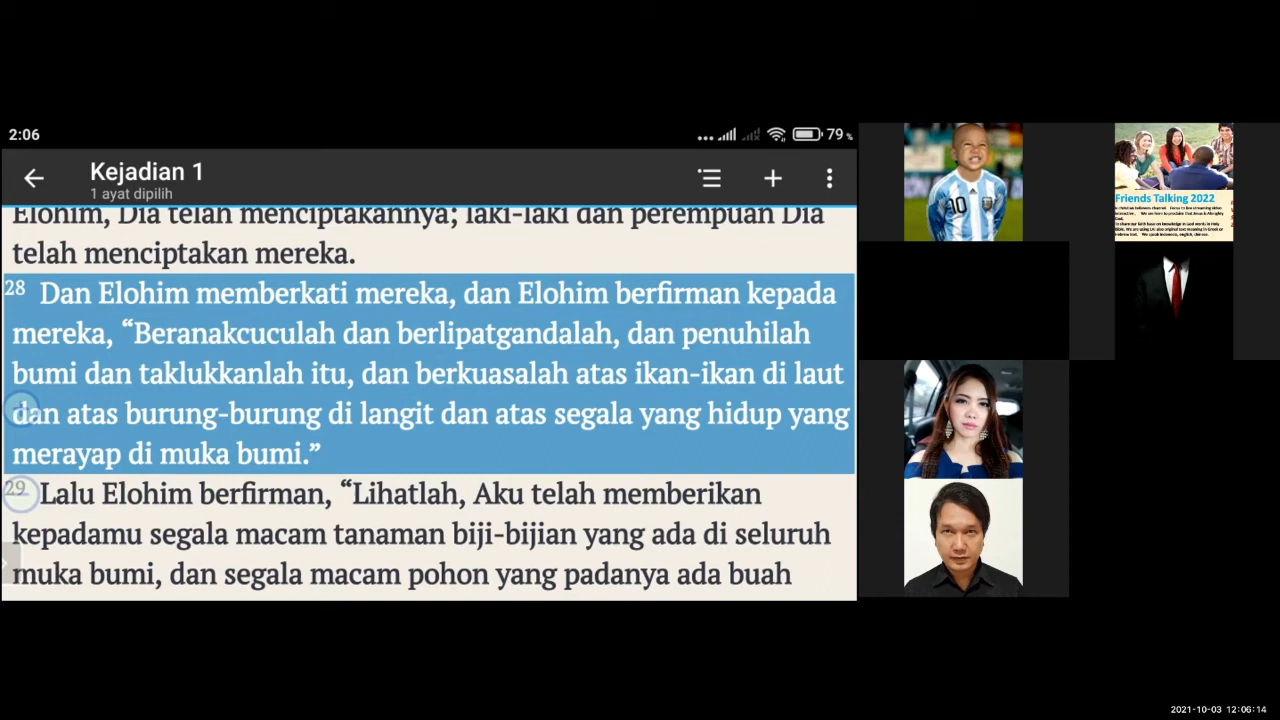 2:06
79%
Kejadian 1
1 ayat dipilih
Elohim, Dia telah menciptakannya; laki-laki dan perempuan Dia
telah menciptakan mereka.
28 Dan Elohim memberkati mereka, dan Elohim berfirman kepada
mereka, “Beranakcuculah dan berlipatgandalah, dan penuhilah
bumi dan taklukkanlah itu, dan berkuasalah atas ikan-ikan di laut
dan atas burung-burung di langit dan atas segala yang hidup yang
merayap di muka bumi.”
29 Lalu Elohim berfirman, “Lihatlah, Aku telah memberikan
kepadamu segala macam tanaman biji-bijian yang ada di seluruh
muka bumi, dan segala macam pohon yang padanya ada buah
10
Friends Talking 2022
2021-10-03 12:06:14